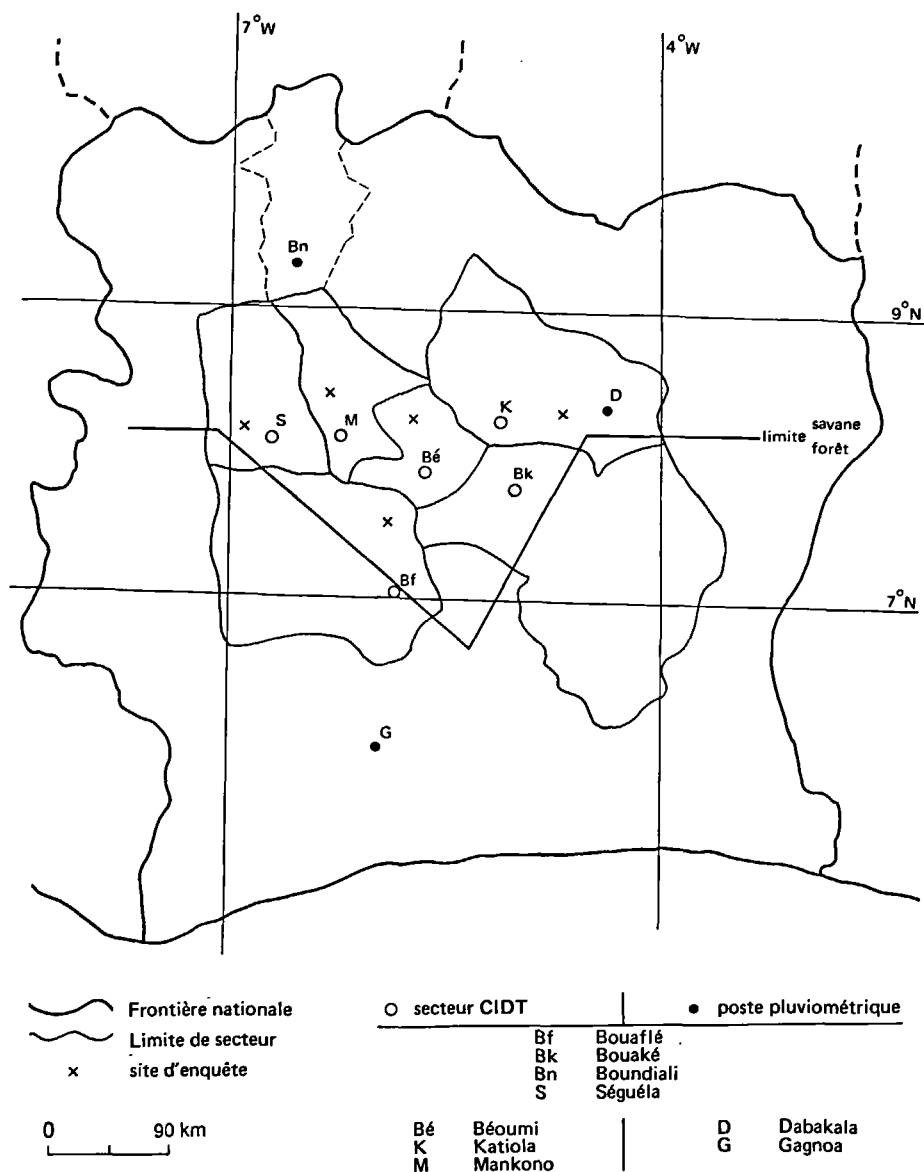 7°W
4°W
Bn
9°N
D
K
S
M
limite savane
forêt
Bé
Bk
Bf
7°N
G
Frontière nationale
Limite de secteur
× site d'enquête
0 90 km
○ secteur CIDT
● poste pluviométrique
Bf Bouaflé
Bk Bouaké
Bn Boundiali
S Séguéla
Bé Béoumi
K Katiola
M Mankono
D Dabakala
G Gagnoa